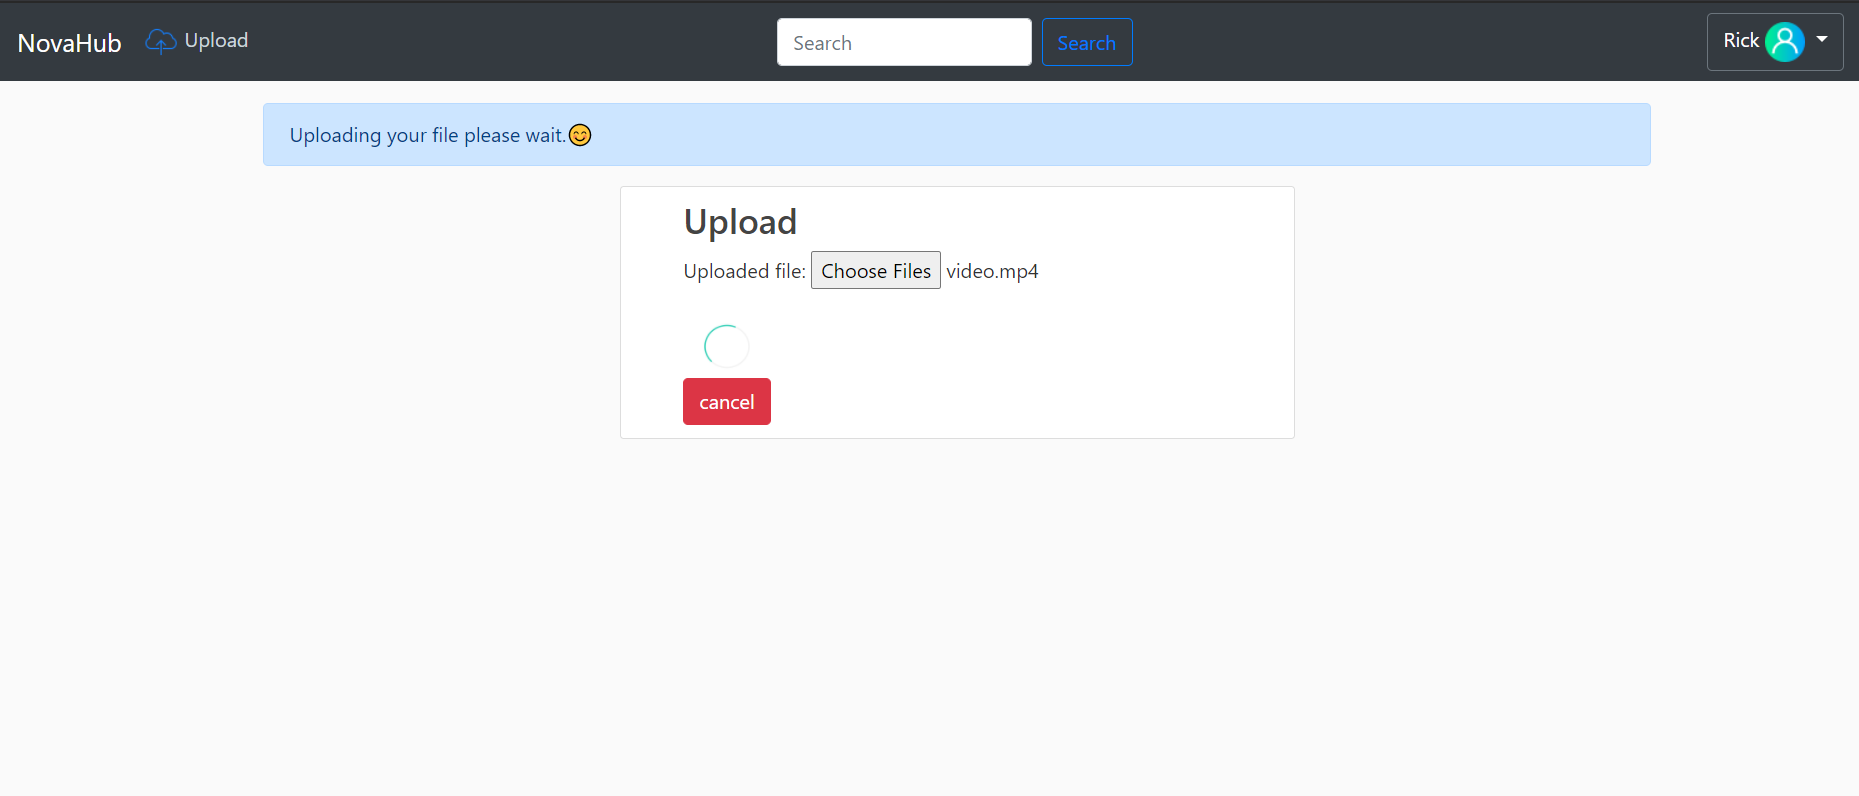 NovaHub Upload Search Search Rick
Uploading your file please wait.😊
Upload
Uploaded file: Choose Files video.mp4
cancel